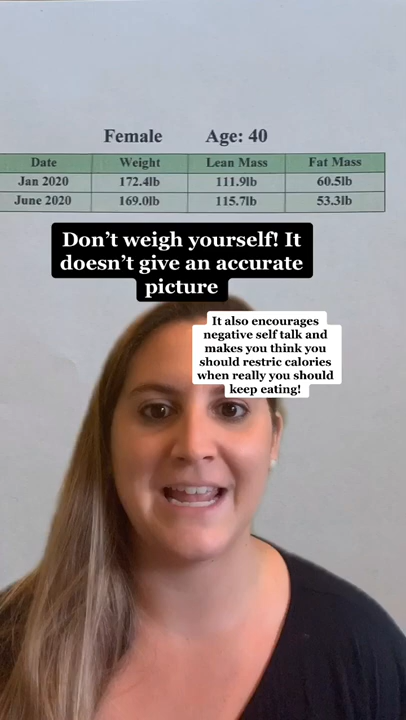 Female Age: 40
Date Weight Lean Mass Fat Mass
Jan 2020 172.4lb 111.9lb 60.5lb
June 2020 169.0lb 115.7lb 53.3lb
Don't weigh yourself! It
doesn't give an accurate
picture
It also encourages
negative self talk and
makes you think you
should restric calories
when really you should
keep eating!